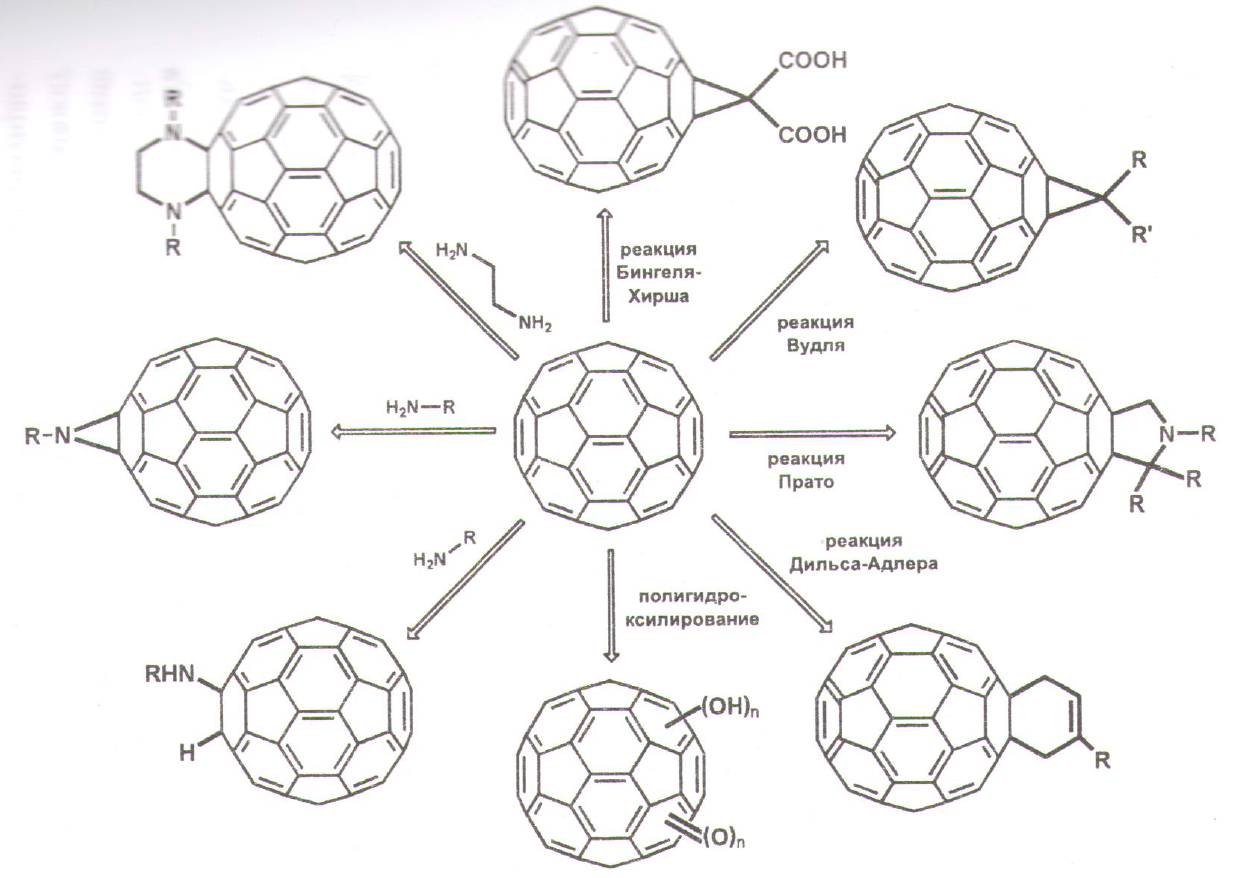 COOH
COOH
R
N
N
R
R
R'
H₂N
NH₂
реакция
Бингеля-
Хирша
реакция
Вудля
R–N
H₂N–R
реакция
Прато
N–R
R
R
H₂N
R
реакция
Дильса-Адлера
полигидро-
ксилирование
RHN
H
(OH)n
(O)n
R